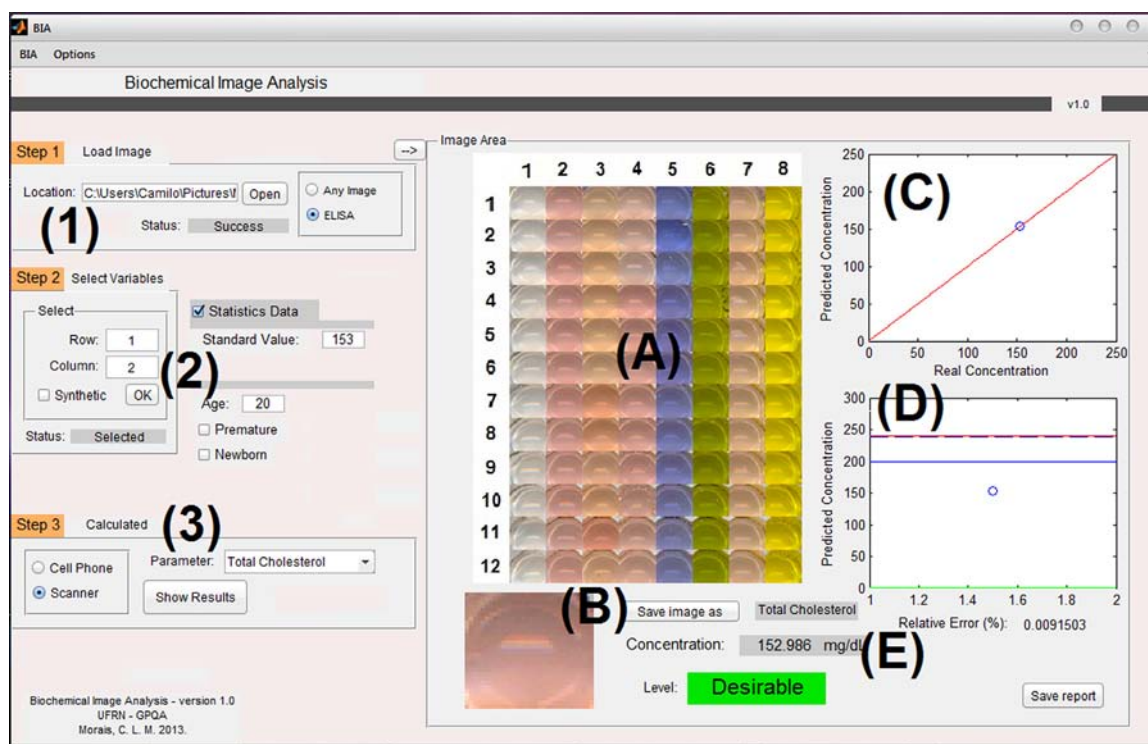 BIA
BIA Options
Biochemical Image Analysis
v1.0
Step 1 Load Image
-->
Location: C:\Users\Camilo\Pictures\ Open
Any Image
ELISA
(1)
Status: Success
Step 2 Select Variables
Select
Row: 1
Column: 2
(2)
Synthetic OK
Status: Selected
Statistics Data
Standard Value: 153
Age: 20
Premature
Newborn
Step 3 Calculated
(3)
Cell Phone
Scanner
Parameter: Total Cholesterol
Show Results
Biochemical Image Analysis - version 1.0
UFRN - GPQA
Morais, C. L. M. 2013.
Image Area
1 2 3 4 5 6 7 8
1
2
3
4
5
6
7
8
9
10
11
12
(A)
(B)
Save image as Total Cholesterol
Concentration: 152.986 mg/dL
(E)
Level: Desirable
(C)
Predicted Concentration
250
200
150
100
50
0
0 50 100 150 200 250
Real Concentration
(D)
Predicted Concentration
300
250
200
150
100
50
0
1 1.2 1.4 1.6 1.8 2
Relative Error (%): 0.0091503
Save report